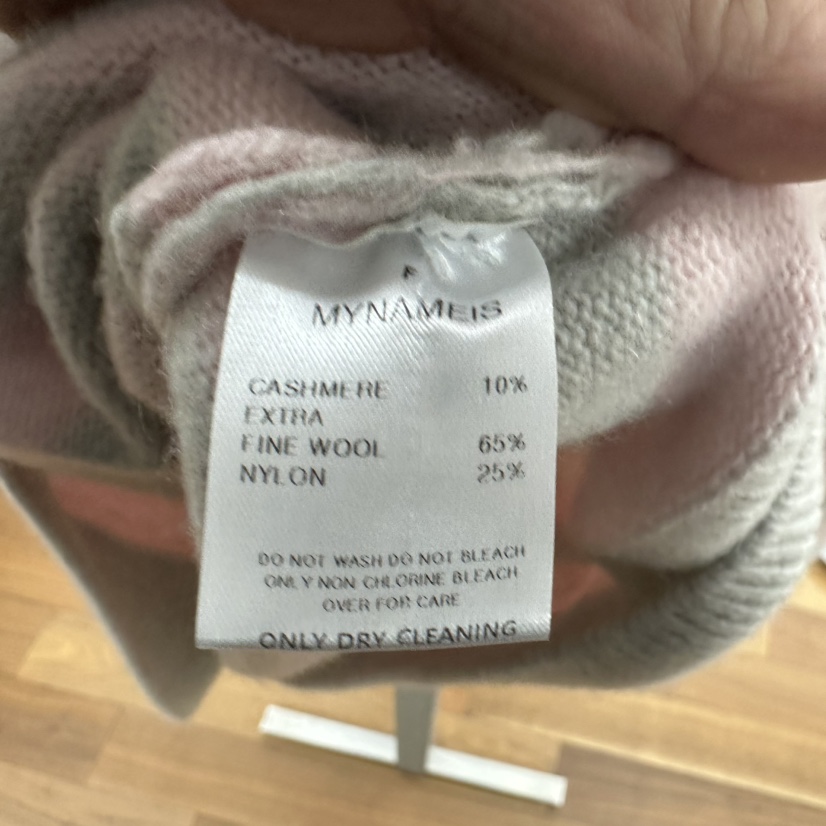 F
MYNAMEIS
CASHMERE 10%
EXTRA
FINE WOOL 65%
NYLON 25%
DO NOT WASH DO NOT BLEACH
ONLY NON CHLORINE BLEACH
OVER FOR CARE
ONLY DRY CLEANING